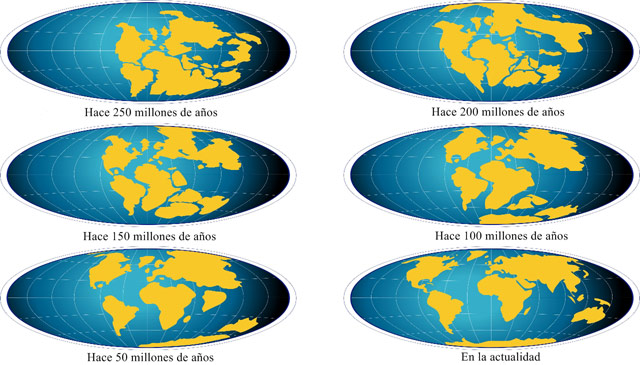 Hace 250 millones de años
Hace 200 millones de años
Hace 150 millones de años
Hace 100 millones de años
Hace 50 millones de años
En la actualidad